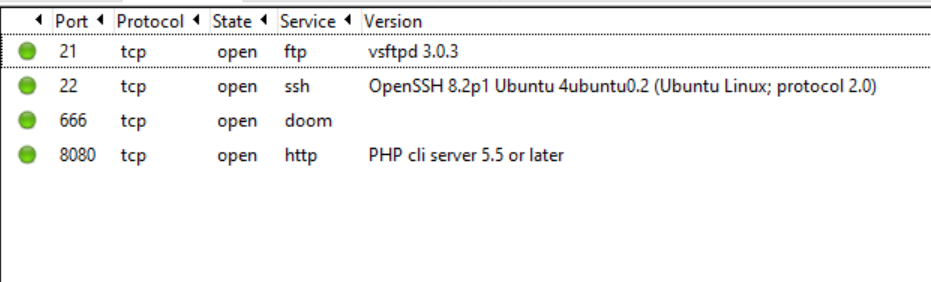 Port Protocol State Service Version
21 tcp open ftp vsftpd 3.0.3
22 tcp open ssh OpenSSH 8.2p1 Ubuntu 4ubuntu0.2 (Ubuntu Linux; protocol 2.0)
666 tcp open doom
8080 tcp open http PHP cli server 5.5 or later